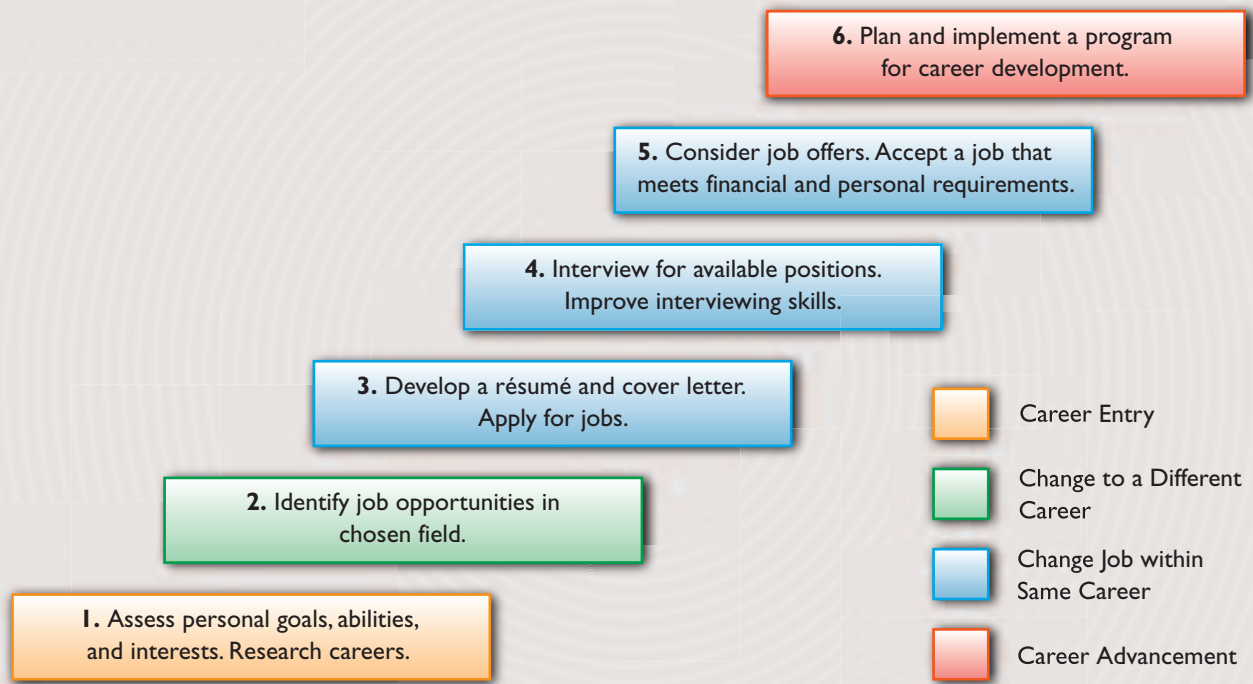 6. Plan and implement a program
for career development.
5. Consider job offers. Accept a job that
meets financial and personal requirements.
4. Interview for available positions.
Improve interviewing skills.
3. Develop a résumé and cover letter.
Apply for jobs.
2. Identify job opportunities in
chosen field.
1. Assess personal goals, abilities,
and interests. Research careers.
Career Entry
Change to a Different
Career
Change Job within
Same Career
Career Advancement